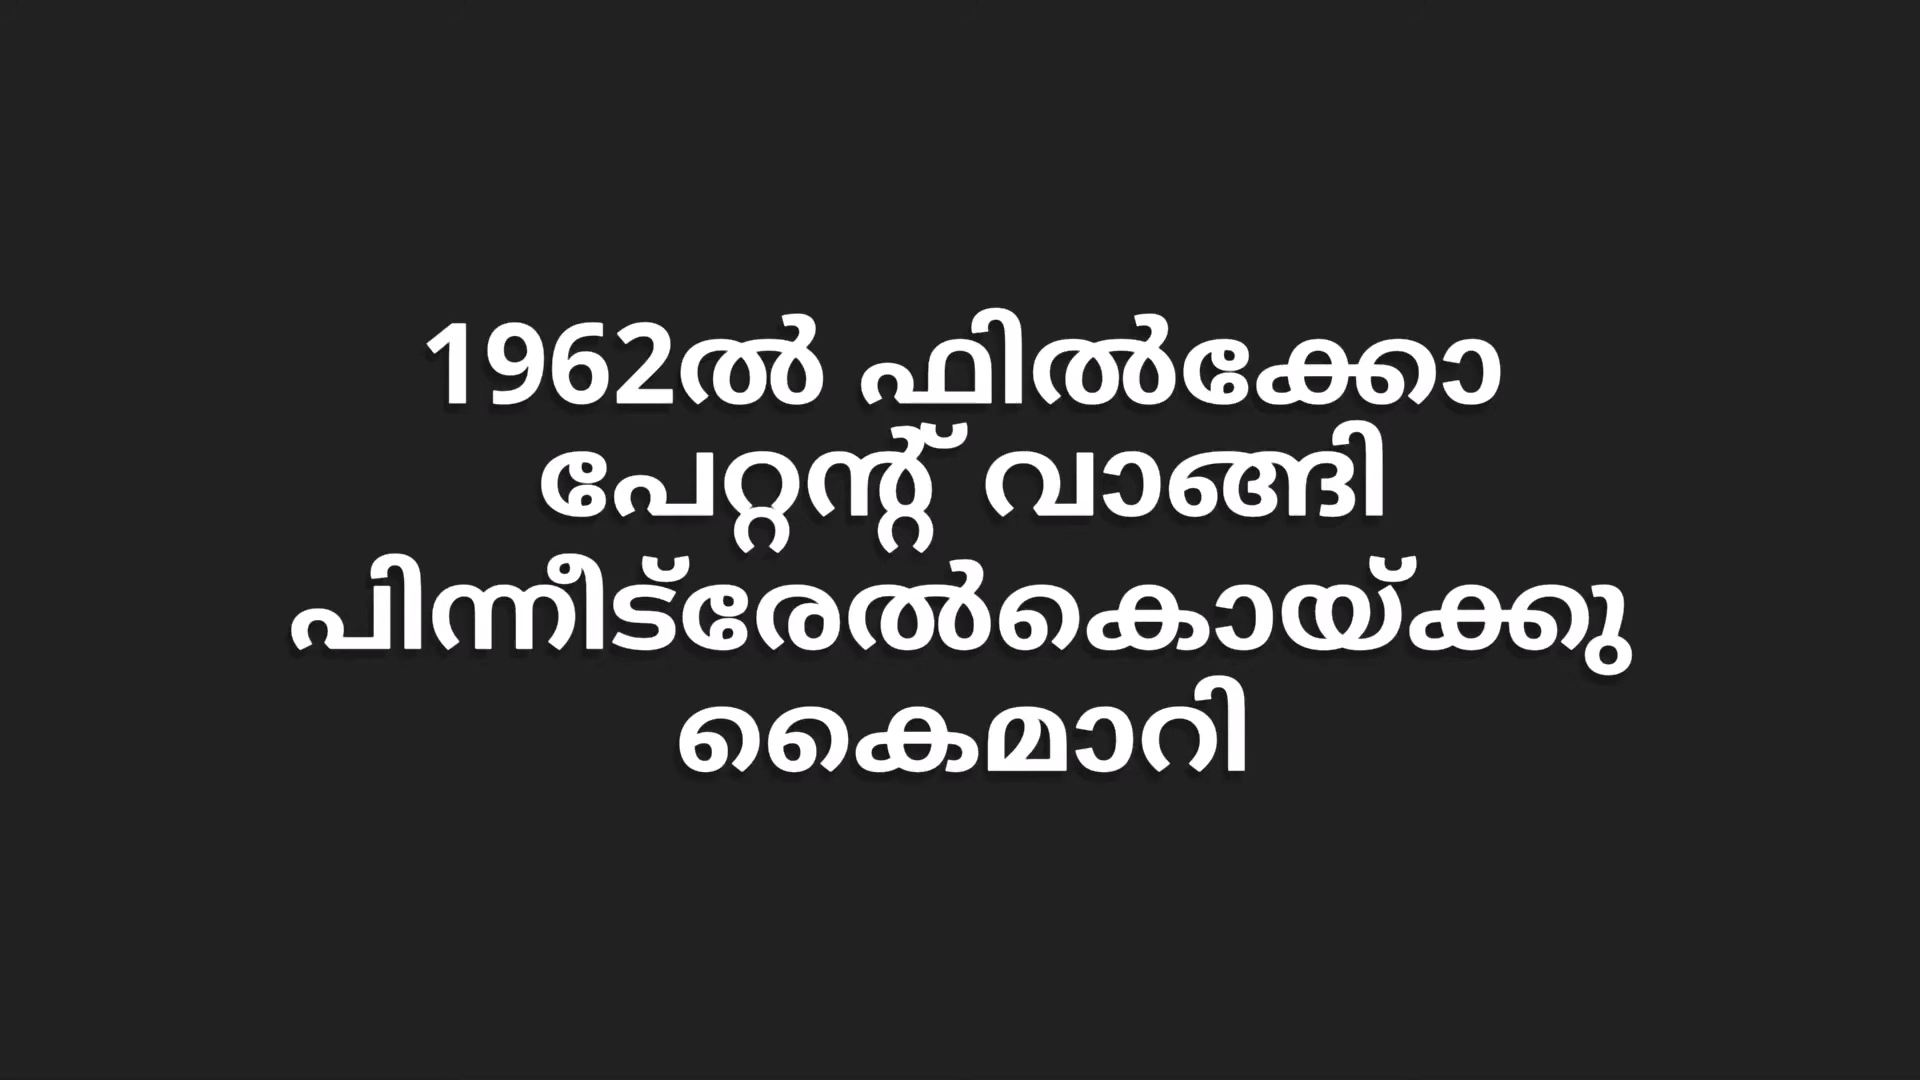 1962ൽ ഫിൽക്കോ
പേറ്റന്റ് വാങ്ങി
പിന്നീട്രേൽകൊയ്ക്കു
കൈമാറി